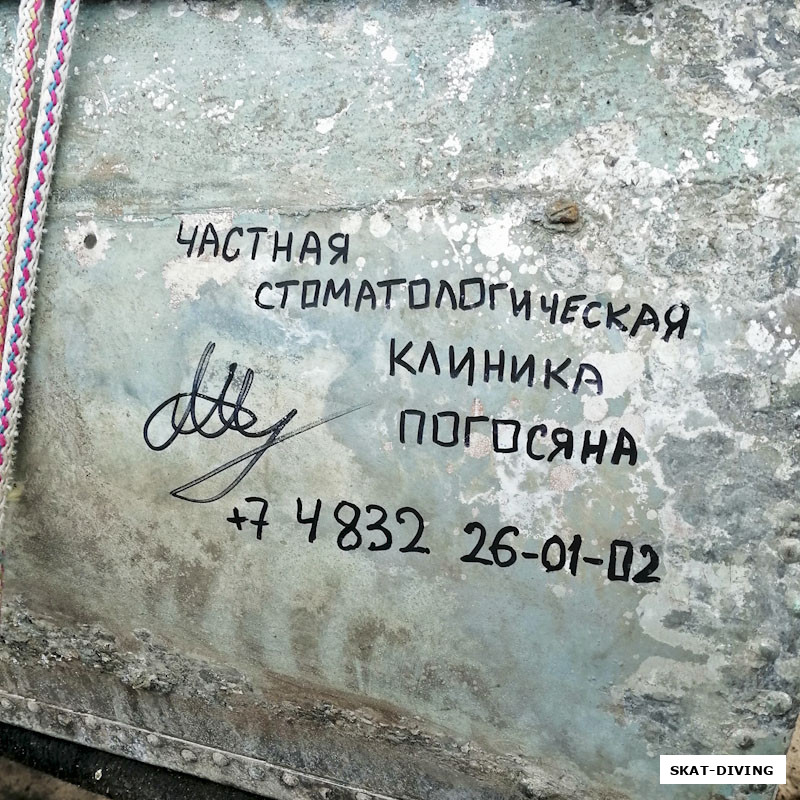 ЧАСТНАЯ
СТОМАТОЛОГИЧЕСКАЯ
КЛИНИКА
ПОГОСЯНА
+7 4832 26-01-02
SKAT-DIVING